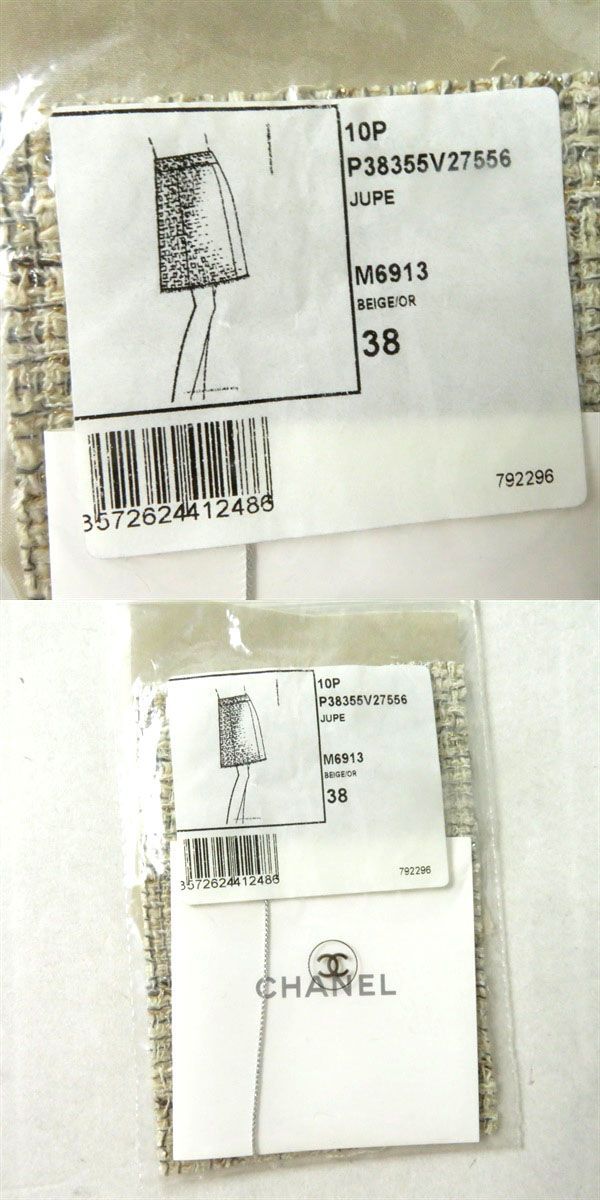 10P
P38355V27556
JUPE
M6913
BEIGE/OR
38
3572624412486
792296
10P
P38355V27556
JUPE
M6913
BEIGE/OR
38
3572624412486
792296
CHANEL